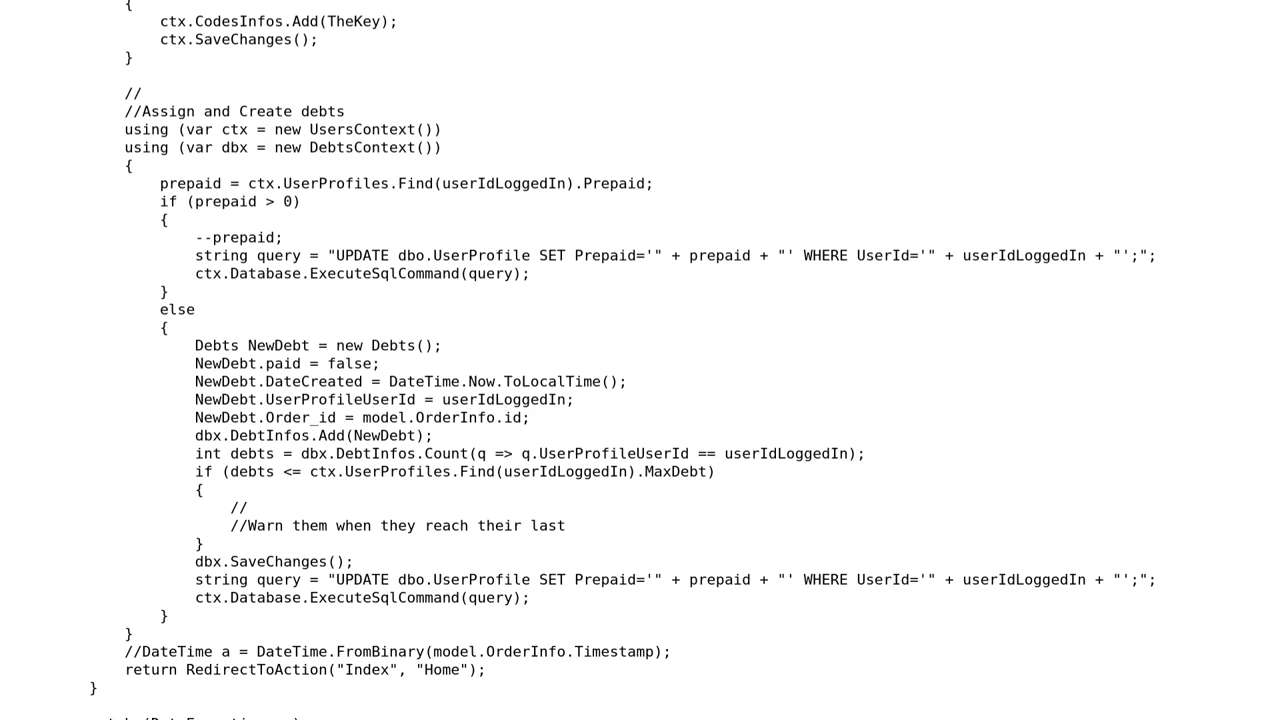 {
ctx.CodesInfos.Add(TheKey);
ctx.SaveChanges();
}
//
//Assign and Create debts
using (var ctx = new UsersContext())
using (var dbx = new DebtsContext())
{
prepaid = ctx.UserProfiles.Find(userIdLoggedIn).Prepaid;
if (prepaid > 0)
{
--prepaid;
string query = "UPDATE dbo.UserProfile SET Prepaid='" + prepaid + "' WHERE UserId='" + userIdLoggedIn + "';";
ctx.Database.ExecuteSqlCommand(query);
}
else
{
Debts NewDebt = new Debts();
NewDebt.paid = false;
NewDebt.DateCreated = DateTime.Now.ToLocalTime();
NewDebt.UserProfileUserId = userIdLoggedIn;
NewDebt.Order_id = model.OrderInfo.id;
dbx.DebtInfos.Add(NewDebt);
int debts = dbx.DebtInfos.Count(q => q.UserProfileUserId == userIdLoggedIn);
if (debts <= ctx.UserProfiles.Find(userIdLoggedIn).MaxDebt)
{
//
//Warn them when they reach their last
}
dbx.SaveChanges();
string query = "UPDATE dbo.UserProfile SET Prepaid='" + prepaid + "' WHERE UserId='" + userIdLoggedIn + "';";
ctx.Database.ExecuteSqlCommand(query);
}
}
//DateTime a = DateTime.FromBinary(model.OrderInfo.Timestamp);
return RedirectToAction("Index", "Home");
}